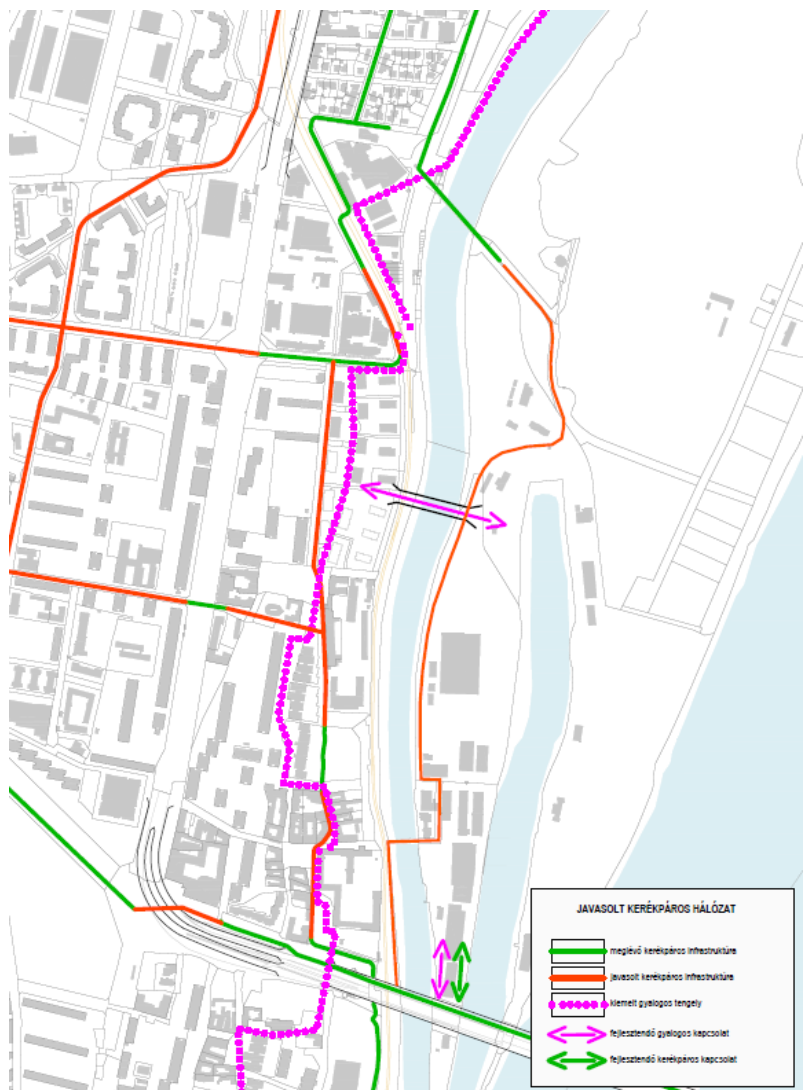 JAVASOLT KERÉKPÁROS HÁLÓZAT
meglévő kerékpáros infrastruktúra
javasolt kerékpáros infrastruktúra
kiemelt gyalogos tengely
fejlesztendő gyalogos kapcsolat
fejlesztendő kerékpáros kapcsolat